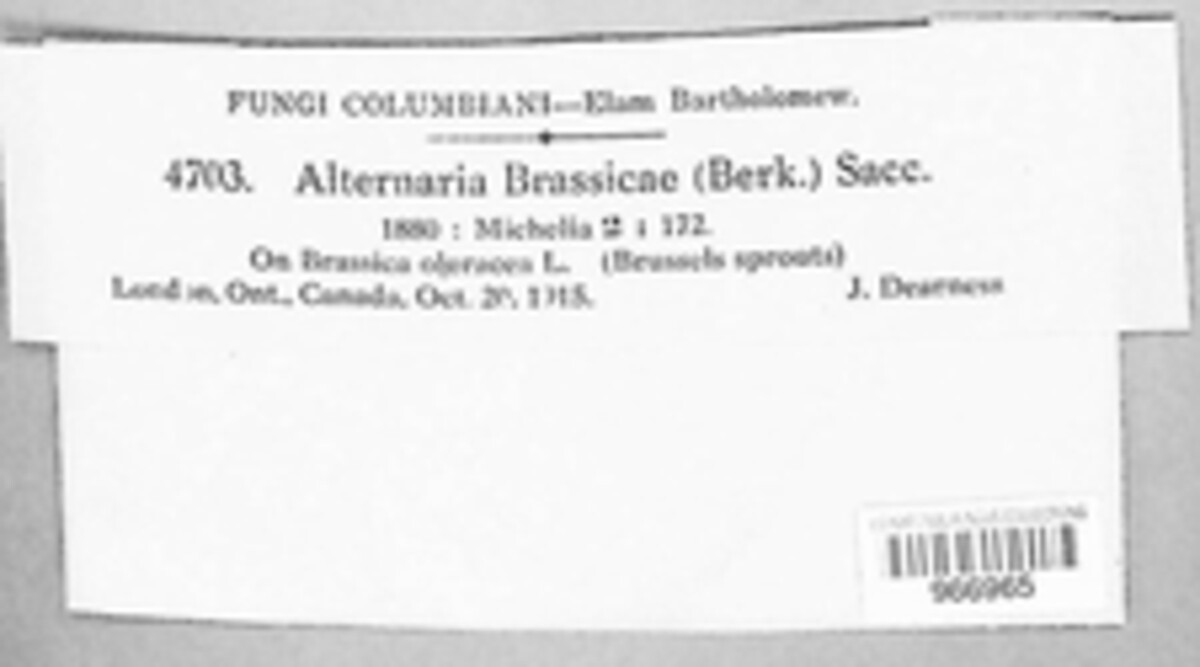 FUNGI COLUMBIANI—Elam Bartholomew.
4703. Alternaria Brassicae (Berk.) Sacc.
1880 : Michelia 2 : 172.
On Brassica oleracea L. (Brussels sprouts)
London, Ont., Canada, Oct. 1915. J. Dearness
966965